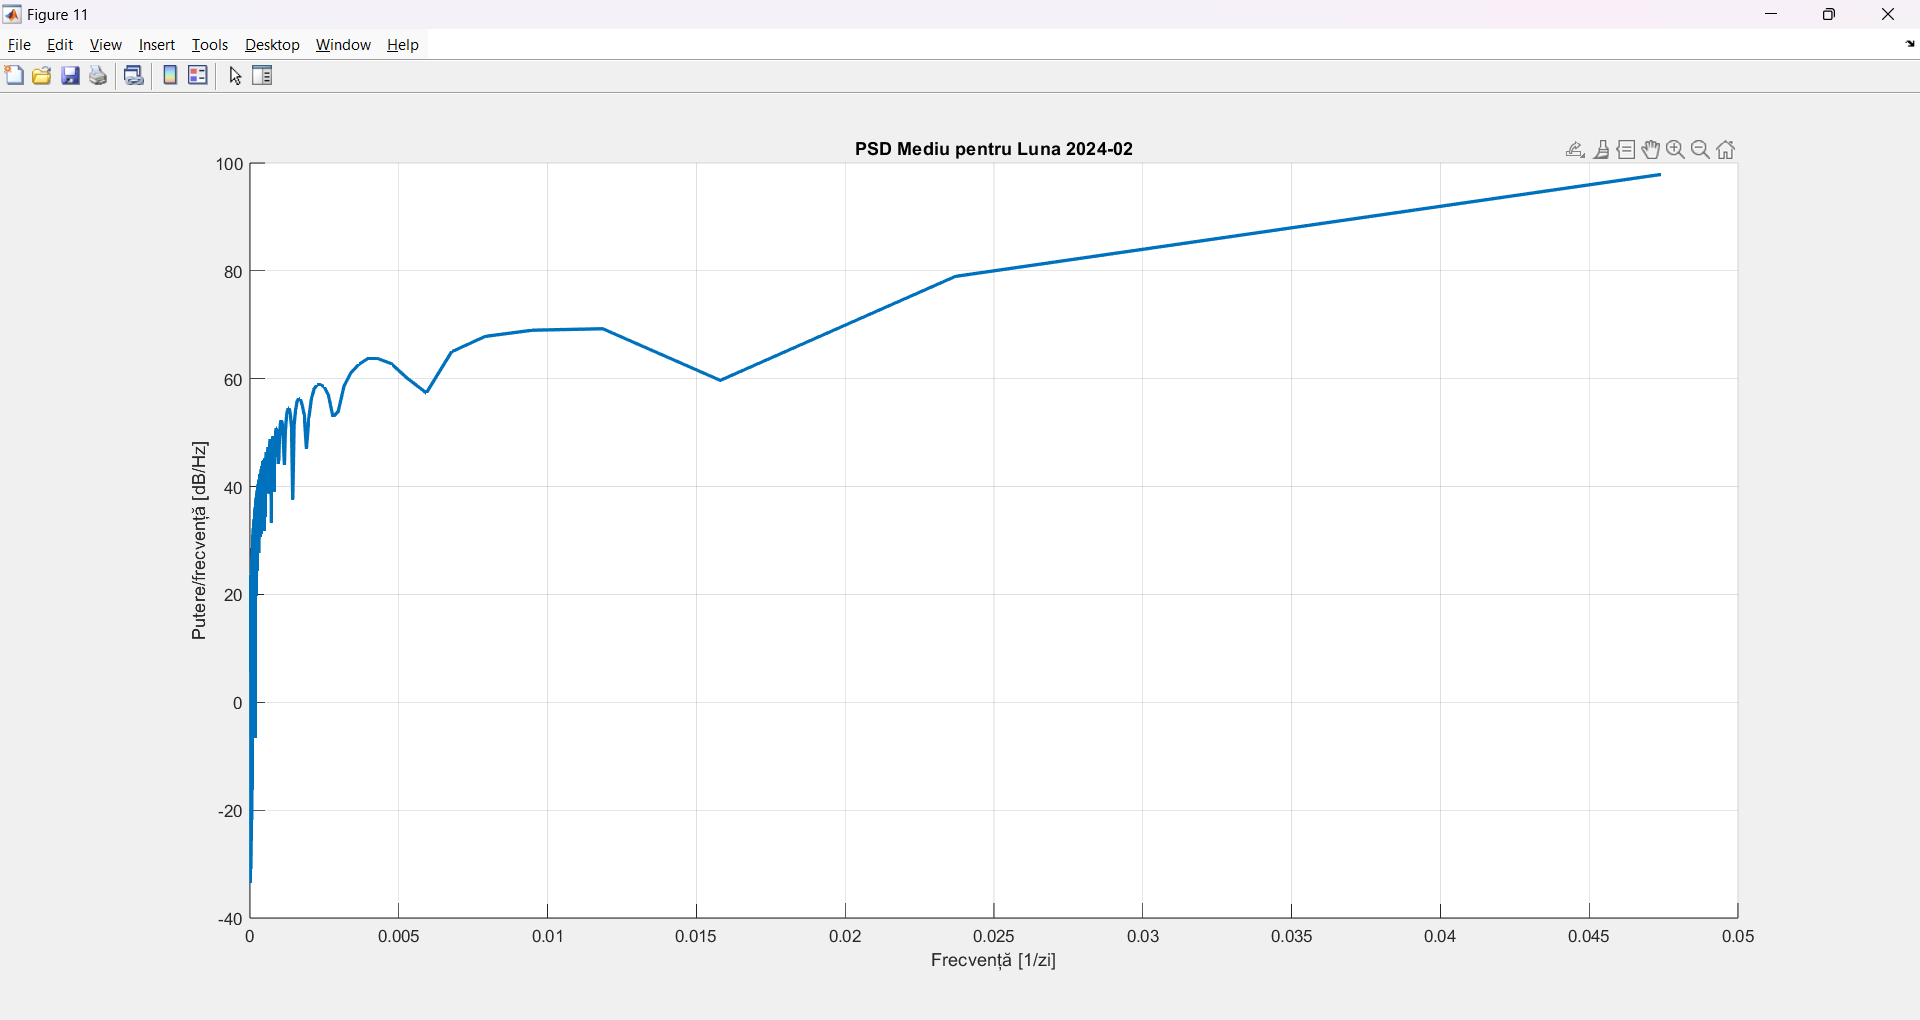 Figure 11
File Edit View Insert Tools Desktop Window Help
PSD Mediu pentru Luna 2024-02
100
80
60
40
20
0
-20
-40
Putere/frecvență [dB/Hz]
0 0.005 0.01 0.015 0.02 0.025 0.03 0.035 0.04 0.045 0.05
Frecvență [1/zi]